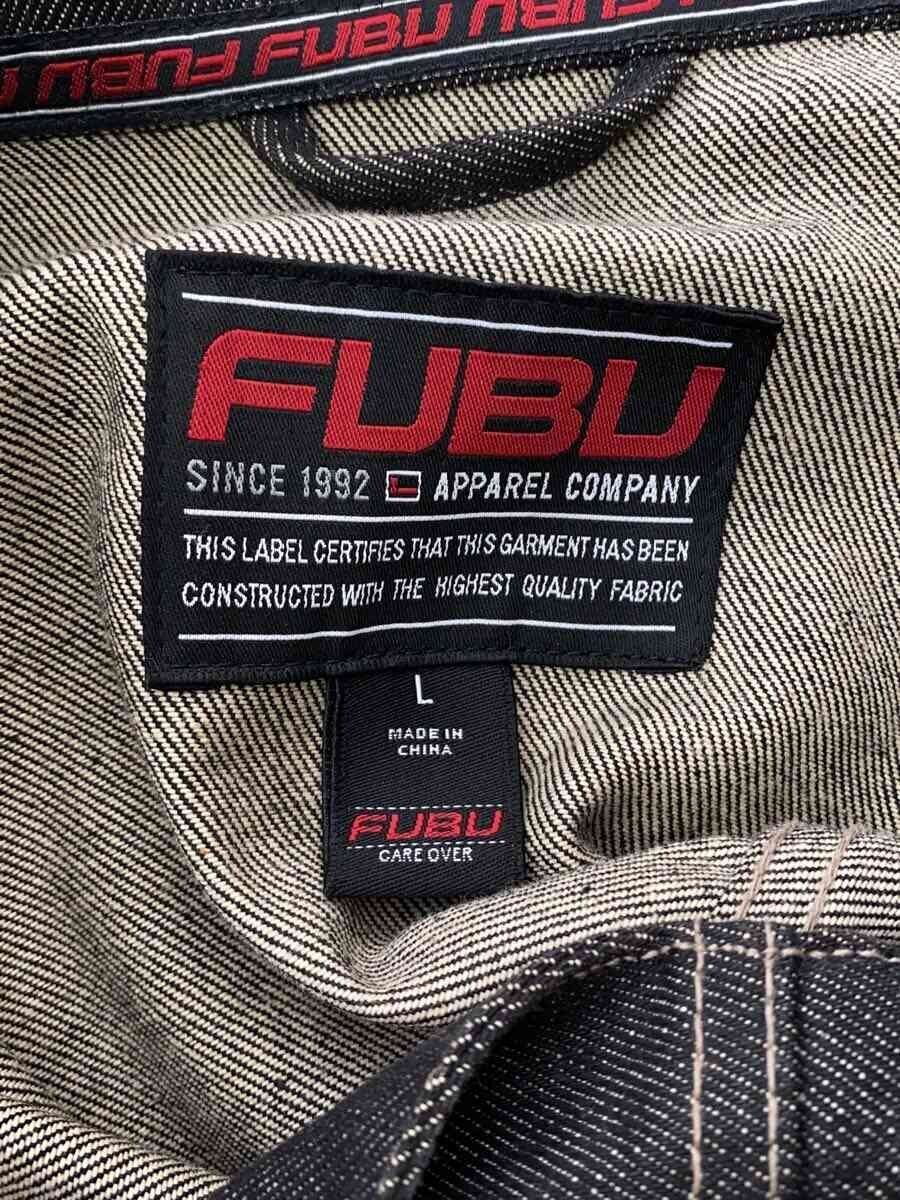 FUBU FUBU FUBU
FUBU
SINCE 1992 APPAREL COMPANY
THIS LABEL CERTIFIES THAT THIS GARMENT HAS BEEN
CONSTRUCTED WITH THE HIGHEST QUALITY FABRIC
L
MADE IN
CHINA
FUBU
CARE OVER